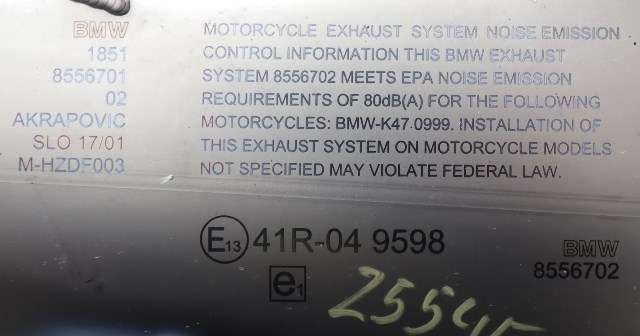 BMW
1851
8556701
02
AKRAPOVIC
SLO 17/01
M-HZDF003
MOTORCYCLE EXHAUST SYSTEM NOISE EMISSION
CONTROL INFORMATION THIS BMW EXHAUST
SYSTEM 8556702 MEETS EPA NOISE EMISSION
REQUIREMENTS OF 80dB(A) FOR THE FOLLOWING
MOTORCYCLES: BMW-K47.0999. INSTALLATION OF
THIS EXHAUST SYSTEM ON MOTORCYCLE MODELS
NOT SPECIFIED MAY VIOLATE FEDERAL LAW.
E13 41R-04 9598
e1
BMW
8556702